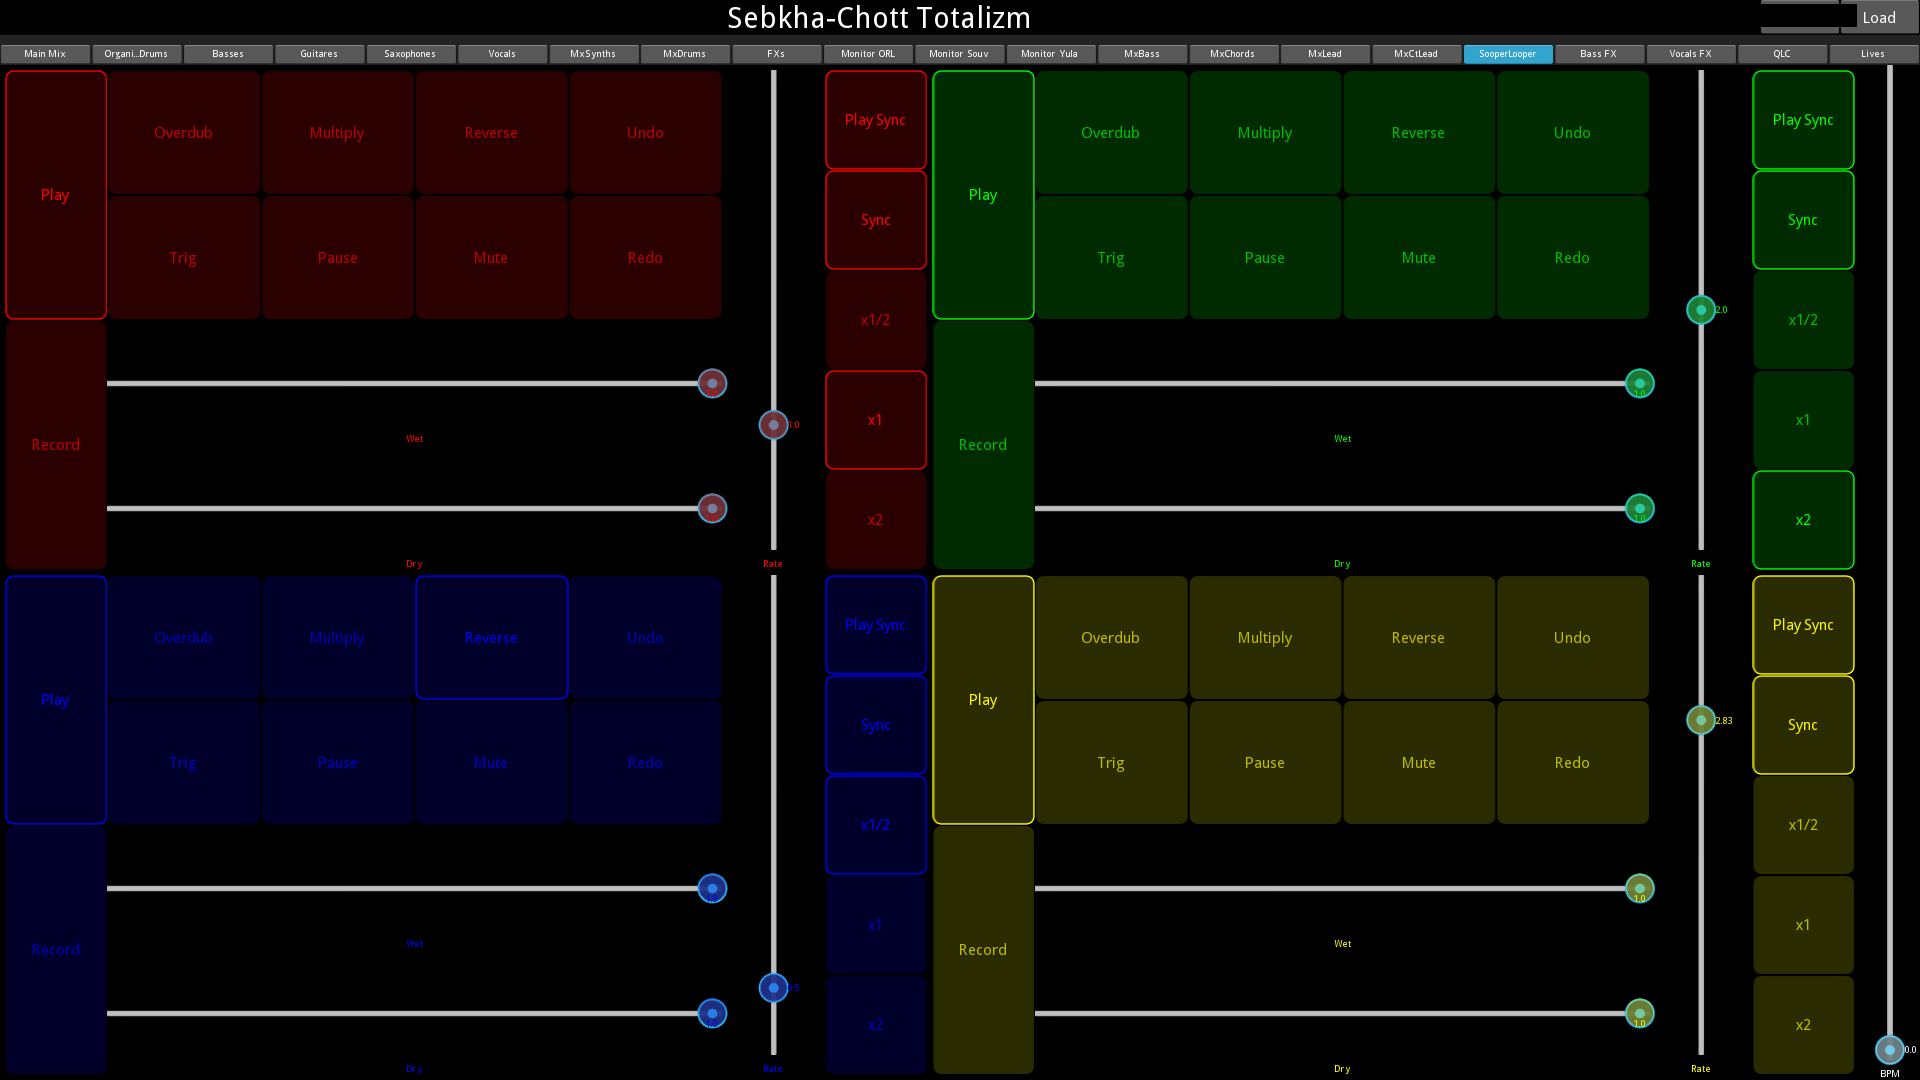 Sebkha-Chott Totalizm
Load
Main Mix Organi...Drums Basses Guitares Saxophones Vocals MxSynths MxDrums FXs Monitor ORL Monitor Souv Monitor Yula MxBass MxChords MxLead MxCtLead SooperLooper Bass FX Vocals FX QLC Lives
Play
Overdub Multiply Reverse Undo
Trig Pause Mute Redo
Record
Wet
Dry
1.0
Rate
Play Sync
Sync
x1/2
x1
x2
Play
Overdub Multiply Reverse Undo
Trig Pause Mute Redo
Record
1.0
Wet
1.0
Dry
2.0
Rate
Play Sync
Sync
x1/2
x1
x2
Play
Overdub Multiply Reverse Undo
Trig Pause Mute Redo
Record
Wet
Dry
Rate
Play Sync
Sync
x1/2
x1
x2
Play
Overdub Multiply Reverse Undo
Trig Pause Mute Redo
Record
1.0
Wet
1.0
Dry
2.83
Rate
Play Sync
Sync
x1/2
x1
x2
0.0
BPM